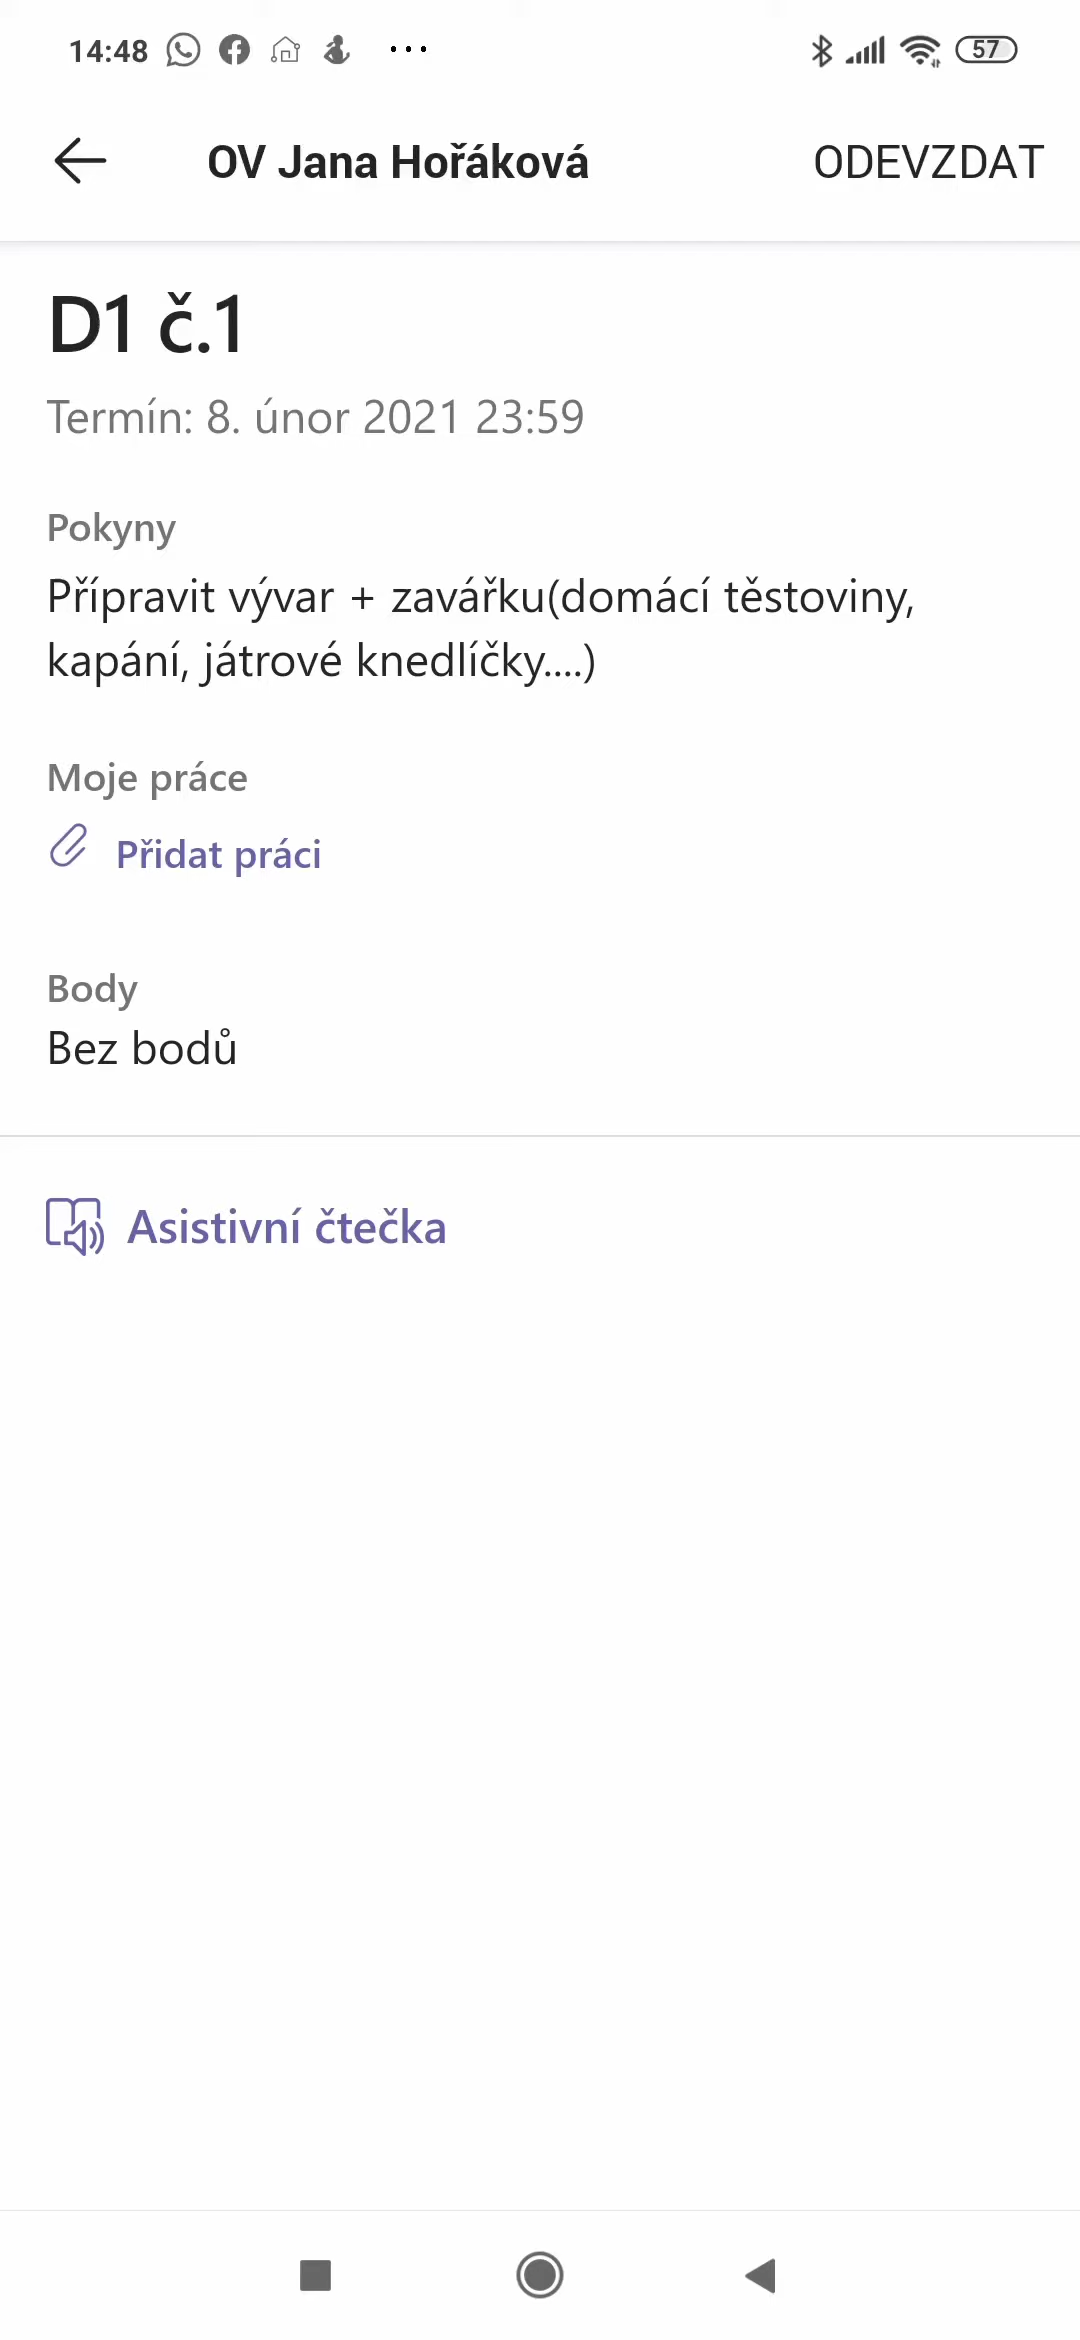 14:48
57
OV Jana Hořáková
ODEVZDAT
D1 č.1
Termín: 8. únor 2021 23:59
Pokyny
Přípravit vývar + zavářku(domácí těstoviny,
kapání, játrové knedlíčky....)
Moje práce
Přidat práci
Body
Bez bodů
Asistivní čtečka